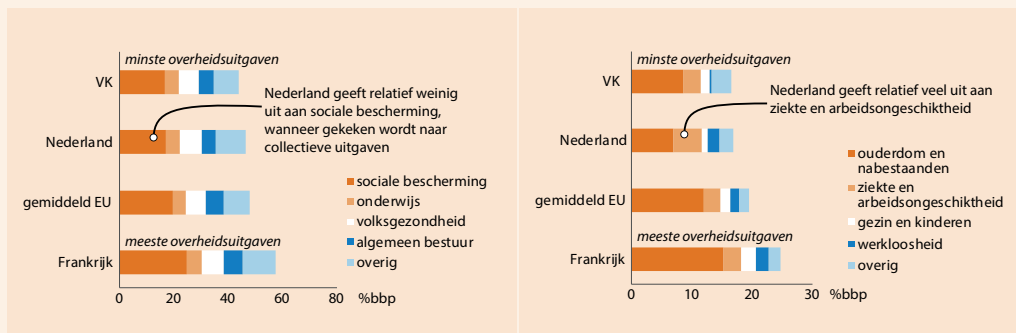 minste overheidsuitgaven
VK
Nederland geeft relatief weinig
uit aan sociale bescherming,
wanneer gekeken wordt naar
collectieve uitgaven
Nederland
sociale bescherming
onderwijs
volksgezondheid
algemeen bestuur
overig
gemiddeld EU
meeste overheidsuitgaven
Frankrijk
0 20 40 60 80 %bbp
minste overheidsuitgaven
VK
Nederland geeft relatief veel uit aan
ziekte en arbeidsongeschiktheid
Nederland
ouderdom en
nabestaanden
ziekte en
arbeidsongeschiktheid
gezin en kinderen
werkloosheid
overig
gemiddeld EU
meeste overheidsuitgaven
Frankrijk
0 10 20 30 %bbp